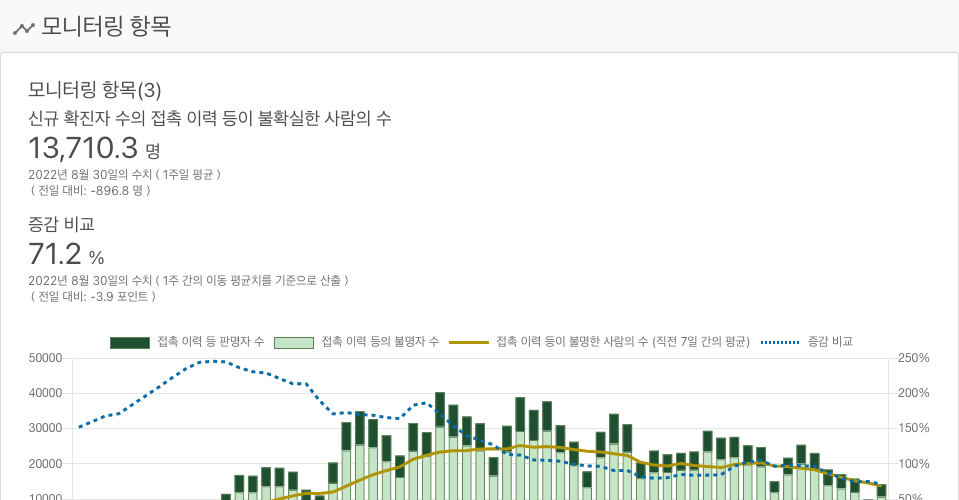 모니터링 항목
모니터링 항목(3)
신규 확진자 수의 접촉 이력 등이 불확실한 사람의 수
13,710.3 명
2022년 8월 30일의 수치 ( 1주일 평균 )
( 전일 대비: -896.8 명 )
증감 비교
71.2 %
2022년 8월 30일의 수치 ( 1주 간의 이동 평균치를 기준으로 산출 )
( 전일 대비: -3.9 포인트 )
접촉 이력 등 판명자 수 접촉 이력 등의 불명자 수 접촉 이력 등이 불명한 사람의 수 (직전 7일 간의 평균) 증감 비교
50000 250%
40000 200%
30000 150%
20000 100%
10000 50%